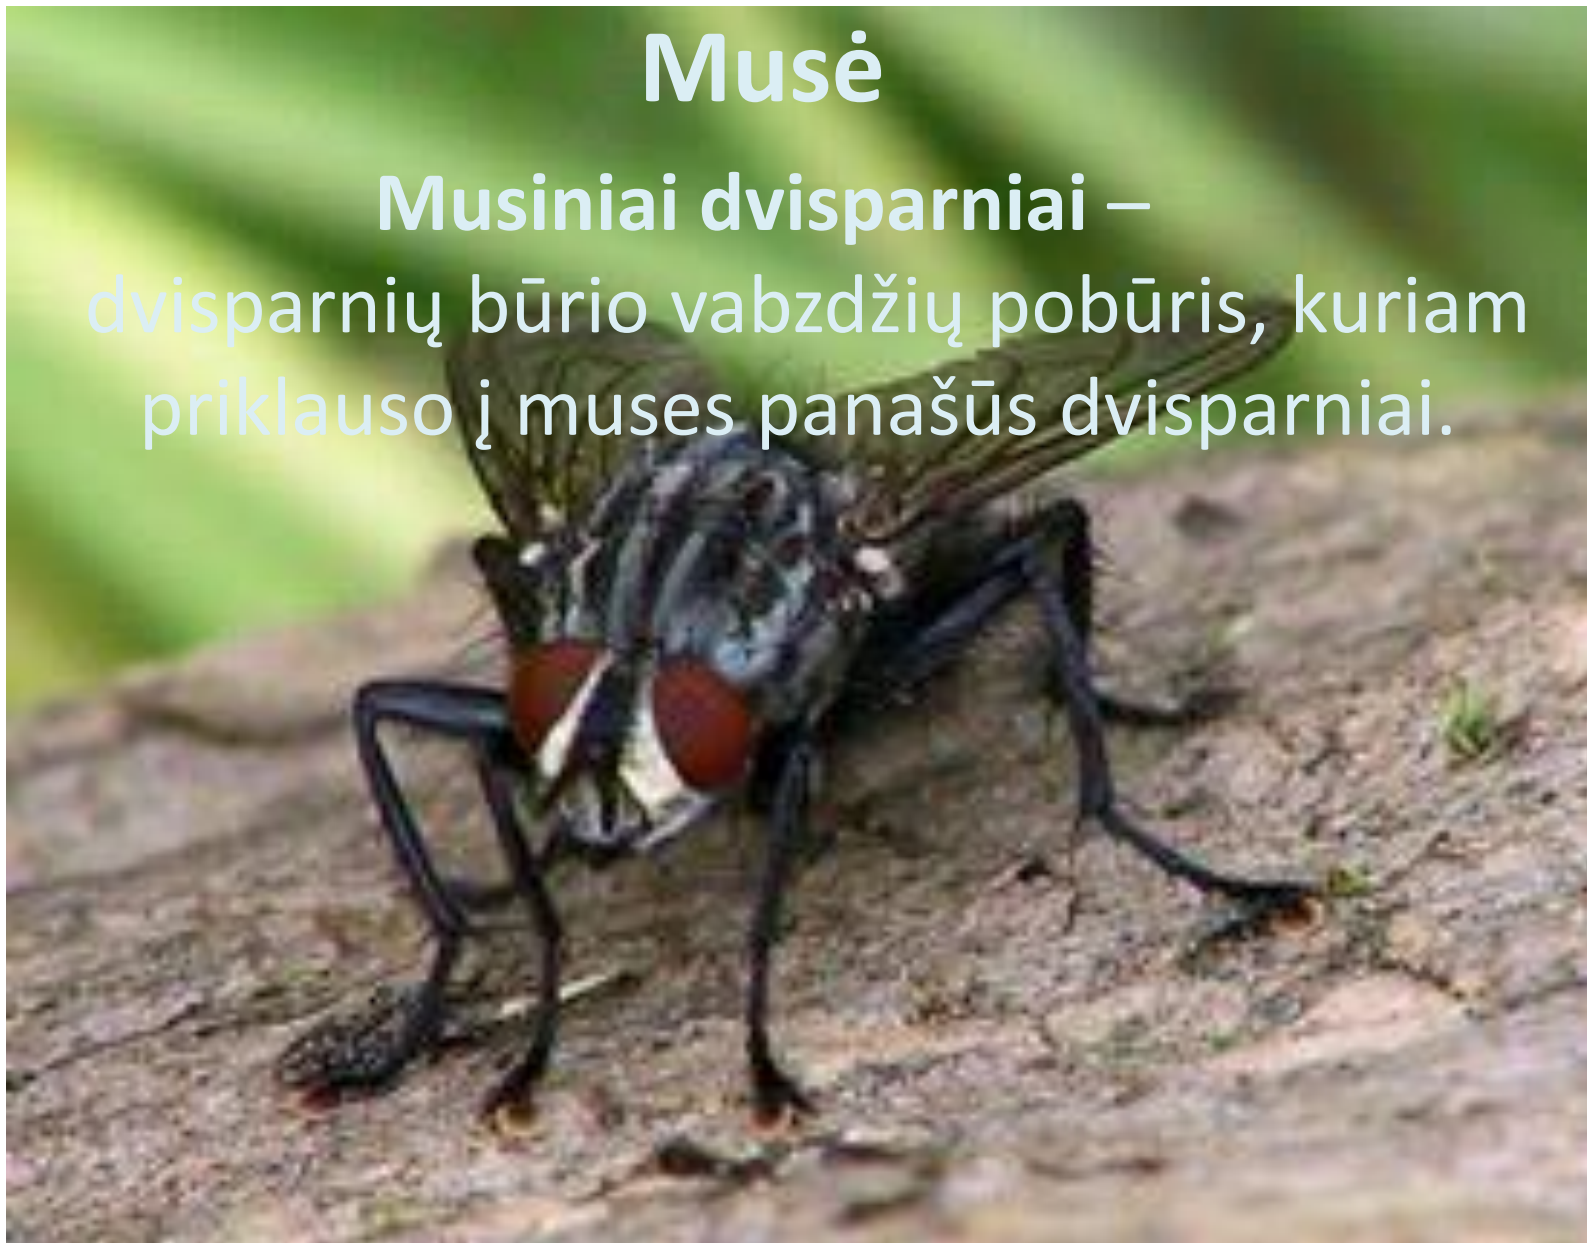 Musė
Musiniai dvisparniai –
dvisparnių būrio vabzdžių pobūris, kuriam
priklauso į muses panašūs dvisparniai.